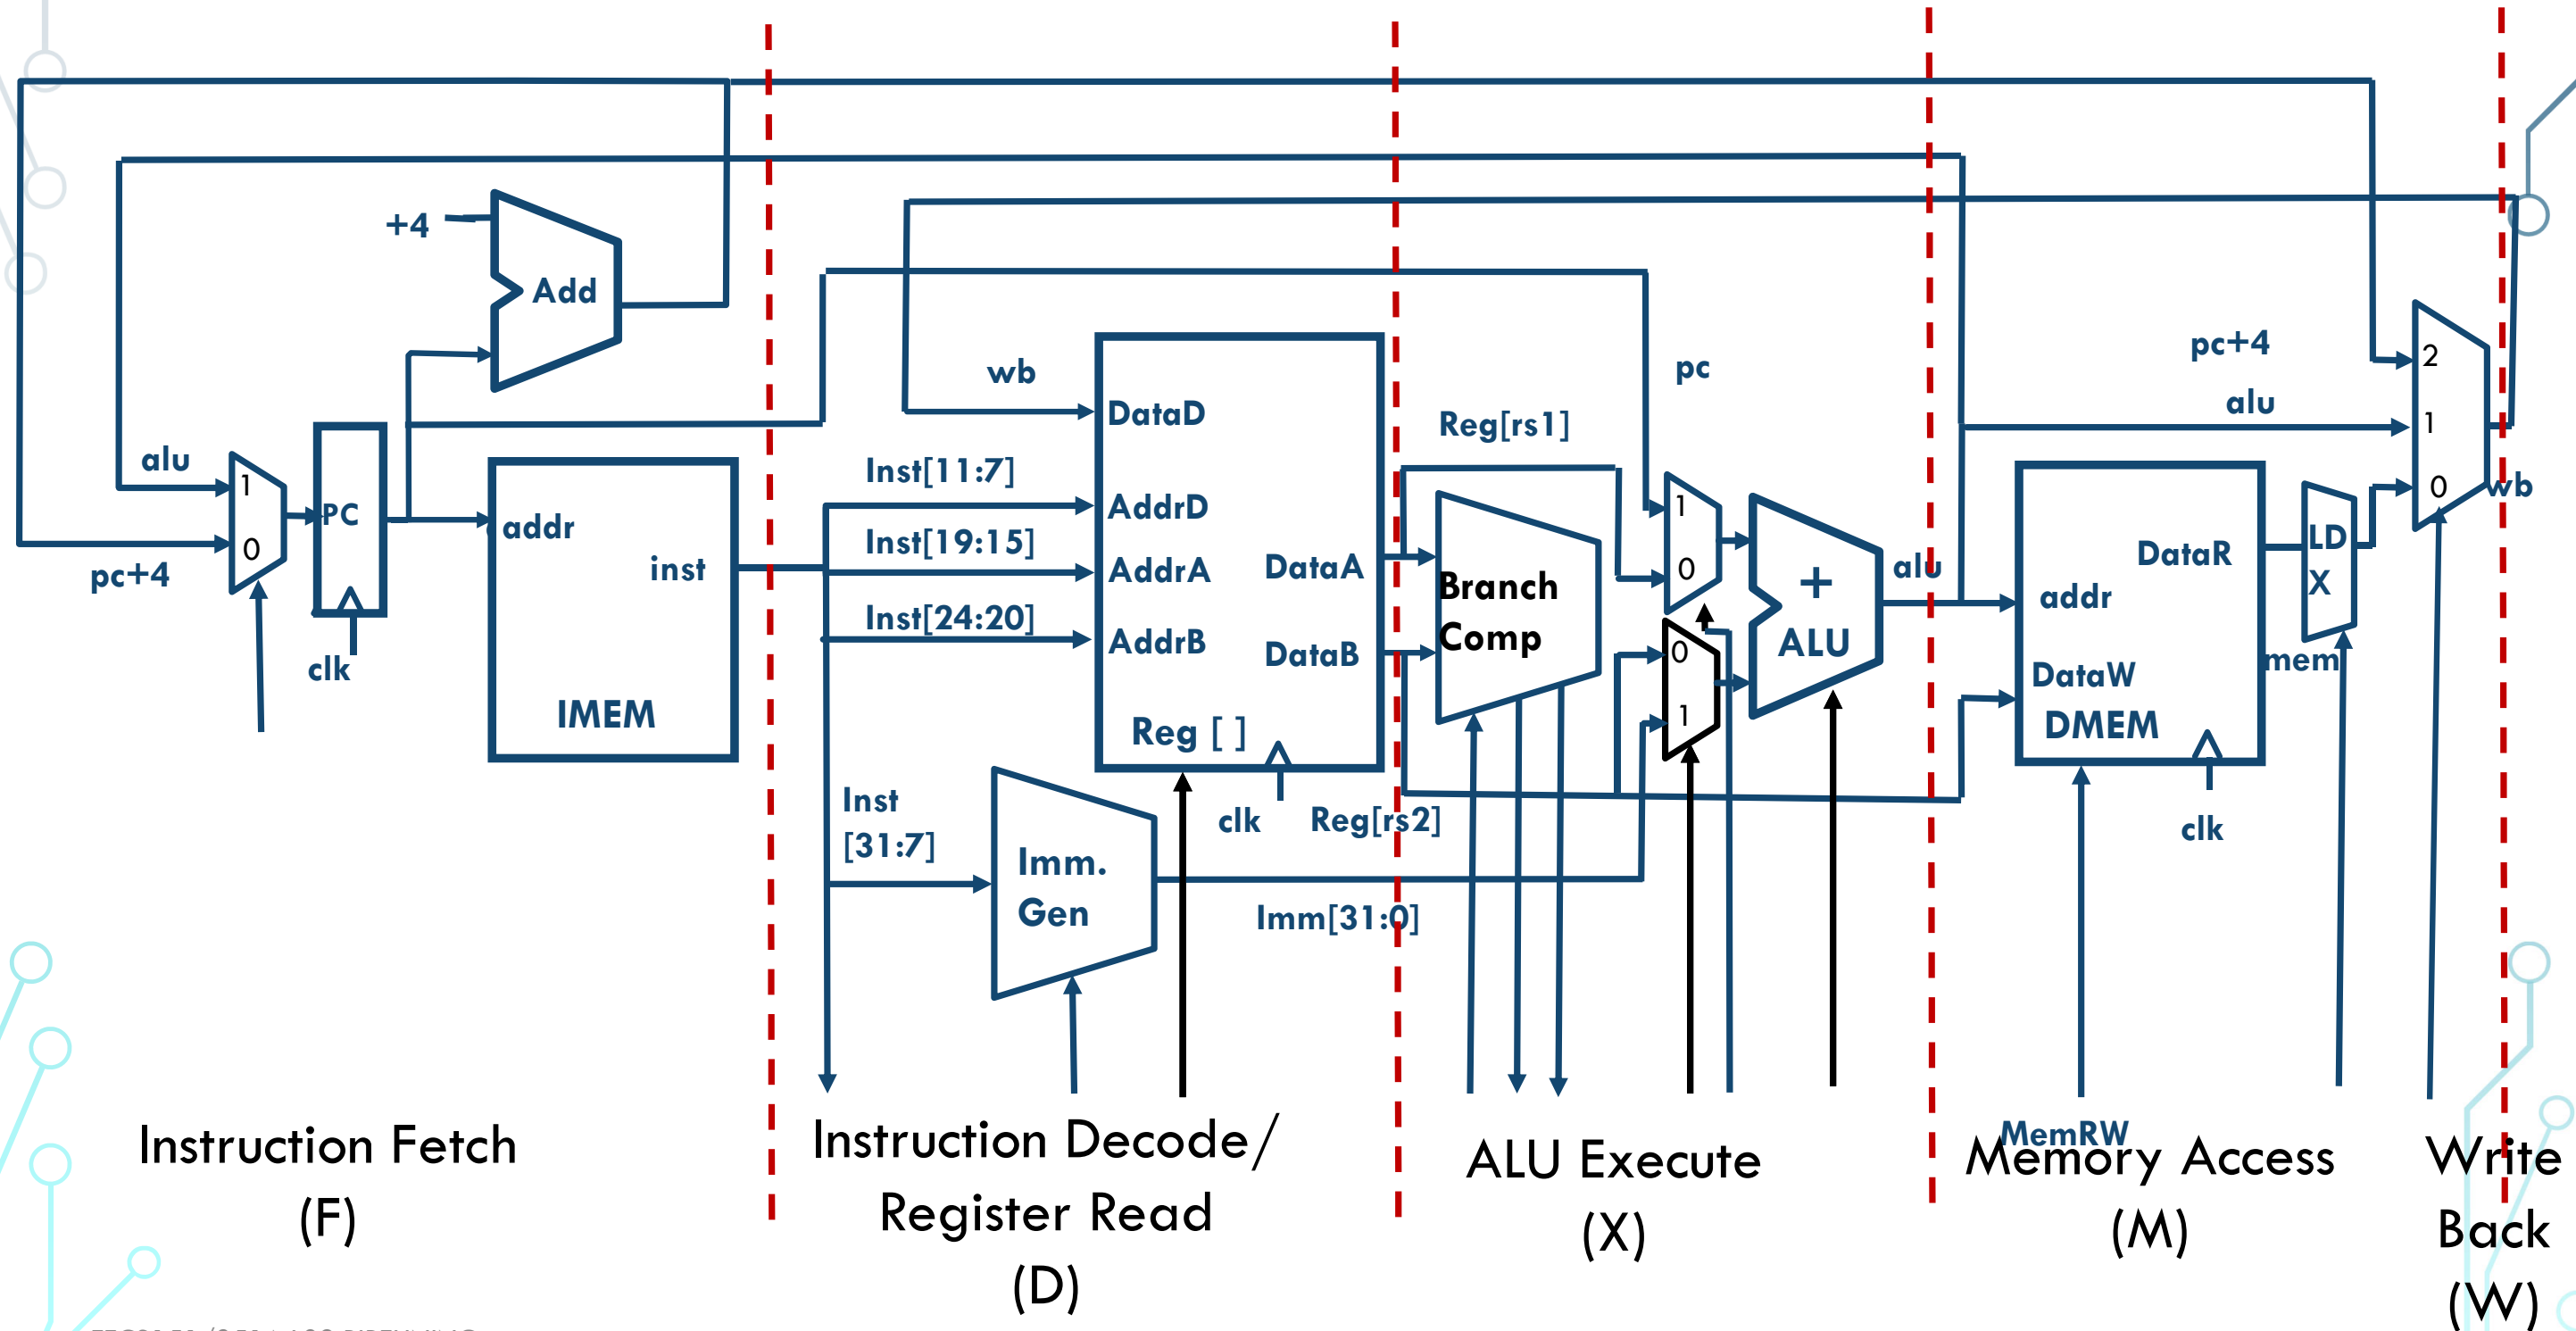 +4
Add
alu
1
0
pc+4
PC
clk
addr
inst
IMEM
wb
DataD
Inst[11:7]
AddrD
Inst[19:15]
AddrA
DataA
Inst[24:20]
AddrB
DataB
Reg [ ]
clk
Inst
[31:7]
Imm.
Gen
Reg[rs2]
Imm[31:0]
Reg[rs1]
Branch
Comp
pc
1
0
0
1
+
ALU
alu
pc+4
alu
2
1
0
wb
addr
DataR
DataW
DMEM
clk
LD
X
mem
MemRW
Instruction Fetch
(F)
Instruction Decode/
Register Read
(D)
ALU Execute
(X)
Memory Access
(M)
Write
Back
(W)